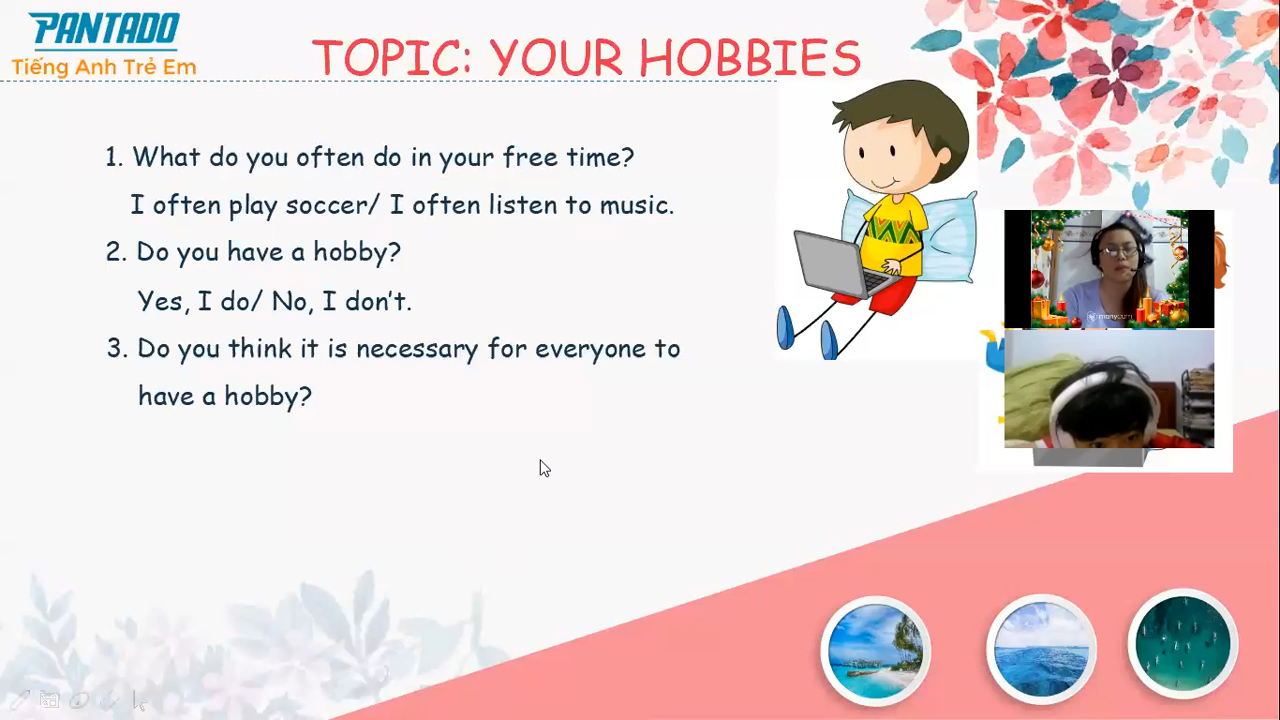 PANTADO
Tiếng Anh Trẻ Em
TOPIC: YOUR HOBBIES
1. What do you often do in your free time?
I often play soccer/ I often listen to music.
2. Do you have a hobby?
Yes, I do/ No, I don't.
3. Do you think it is necessary for everyone to
have a hobby?
manycam